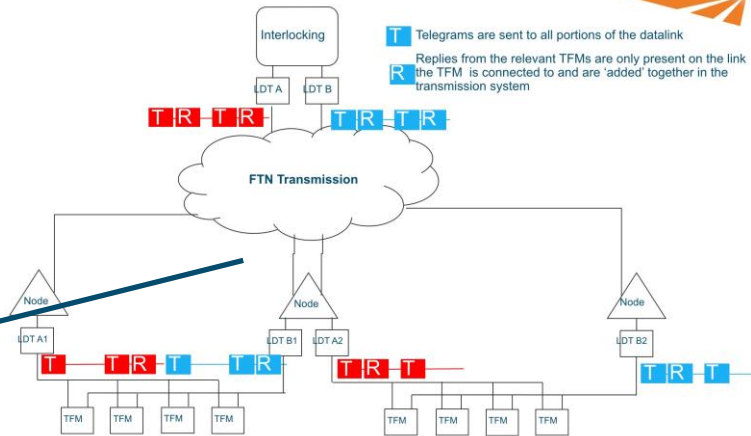 Interlocking
T Telegrams are sent to all portions of the datalink
Replies from the relevant TFMs are only present on the link
R the TFM is connected to and are 'added' together in the
transmission system
LDT A LDT B
T R T R
T R T R
FTN Transmission
Node
Node
Node
LDT A1
LDT B1
LDT A2
LDT B2
T T R T T R
T R T
T R T
TFM TFM TFM TFM
TFM TFM TFM TFM